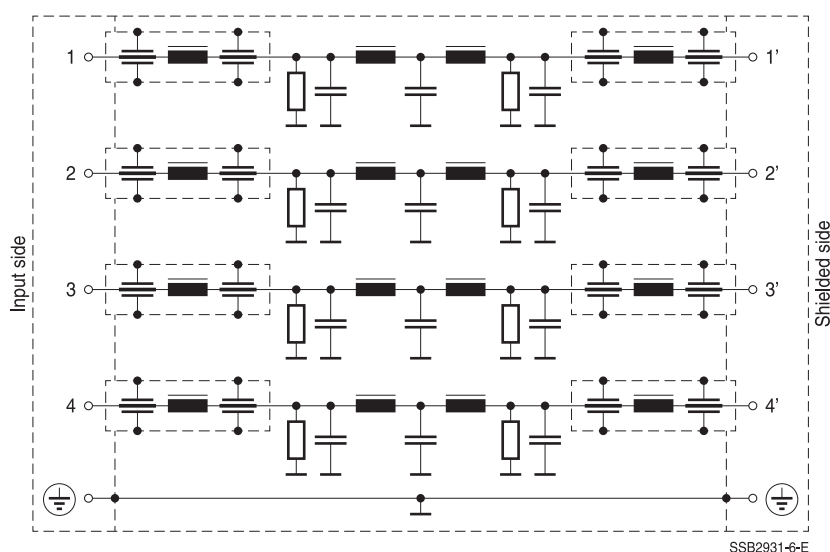 1 1'
2 2'
3 3'
4 4'
Input side
Shielded side
SSB2931-6-E